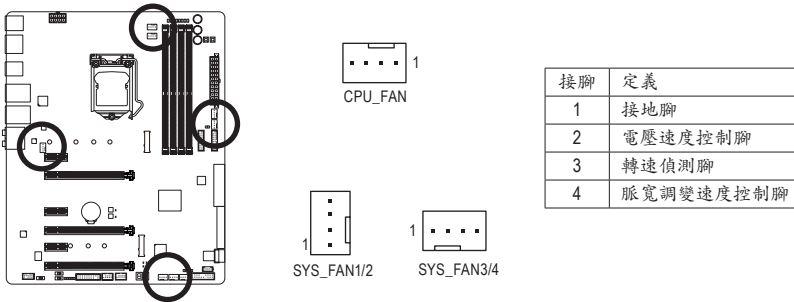 1
CPU_FAN
1
SYS_FAN1/2
1
SYS_FAN3/4
接腳 定義
1 接地腳
2 電壓速度控制腳
3 轉速偵測腳
4 脈寬調變速度控制腳